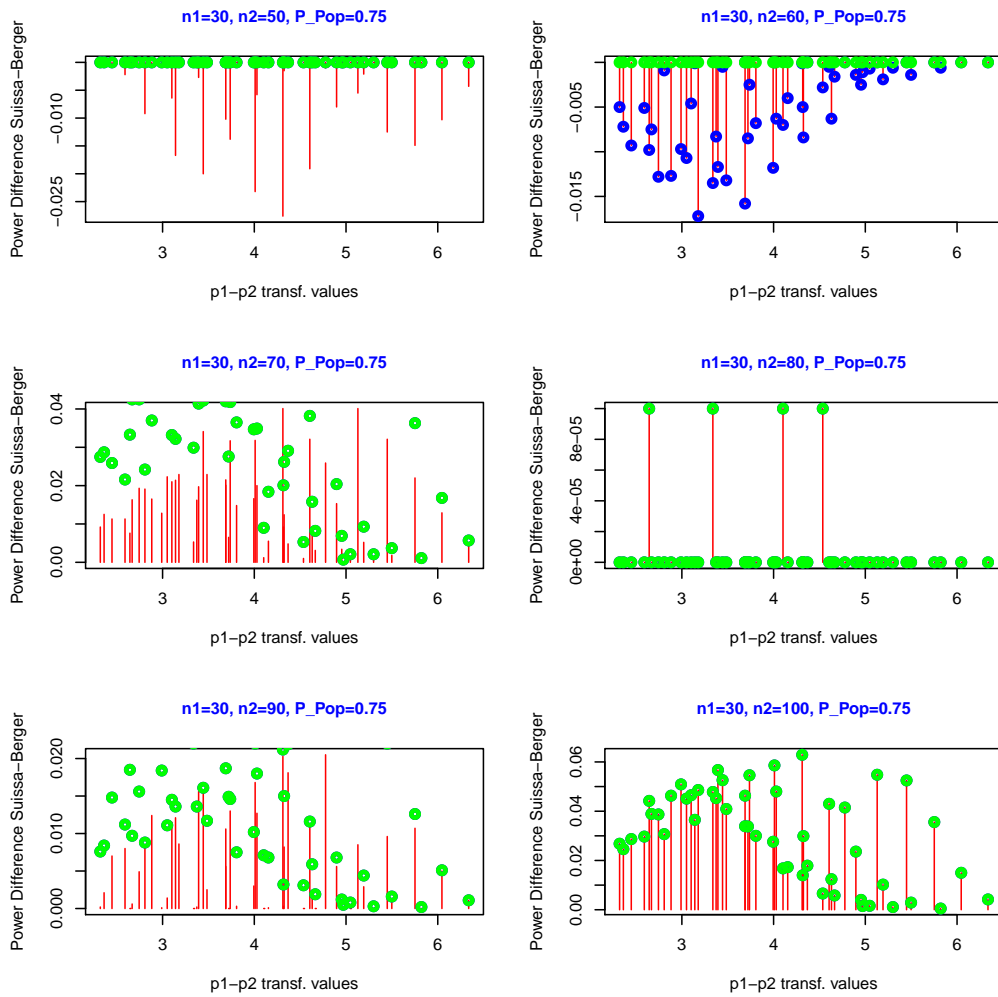 n1=30, n2=50, P_Pop=0.75
Power Difference Suissa−Berger
−0.010
−0.025
3 4 5 6
p1−p2 transf. values
n1=30, n2=60, P_Pop=0.75
Power Difference Suissa−Berger
−0.005
−0.015
3 4 5 6
p1−p2 transf. values
n1=30, n2=70, P_Pop=0.75
Power Difference Suissa−Berger
0.04
0.02
0.00
3 4 5 6
p1−p2 transf. values
n1=30, n2=80, P_Pop=0.75
Power Difference Suissa−Berger
8e−05
4e−05
0e+00
3 4 5 6
p1−p2 transf. values
n1=30, n2=90, P_Pop=0.75
Power Difference Suissa−Berger
0.020
0.010
0.000
3 4 5 6
p1−p2 transf. values
n1=30, n2=100, P_Pop=0.75
Power Difference Suissa−Berger
0.06
0.04
0.02
0.00
3 4 5 6
p1−p2 transf. values